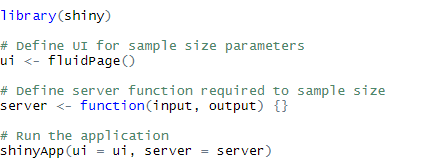 library(shiny)
# Define UI for sample size parameters
ui <- fluidPage()
# Define server function required to sample size
server <- function(input, output) {}
# Run the application
shinyApp(ui = ui, server = server)